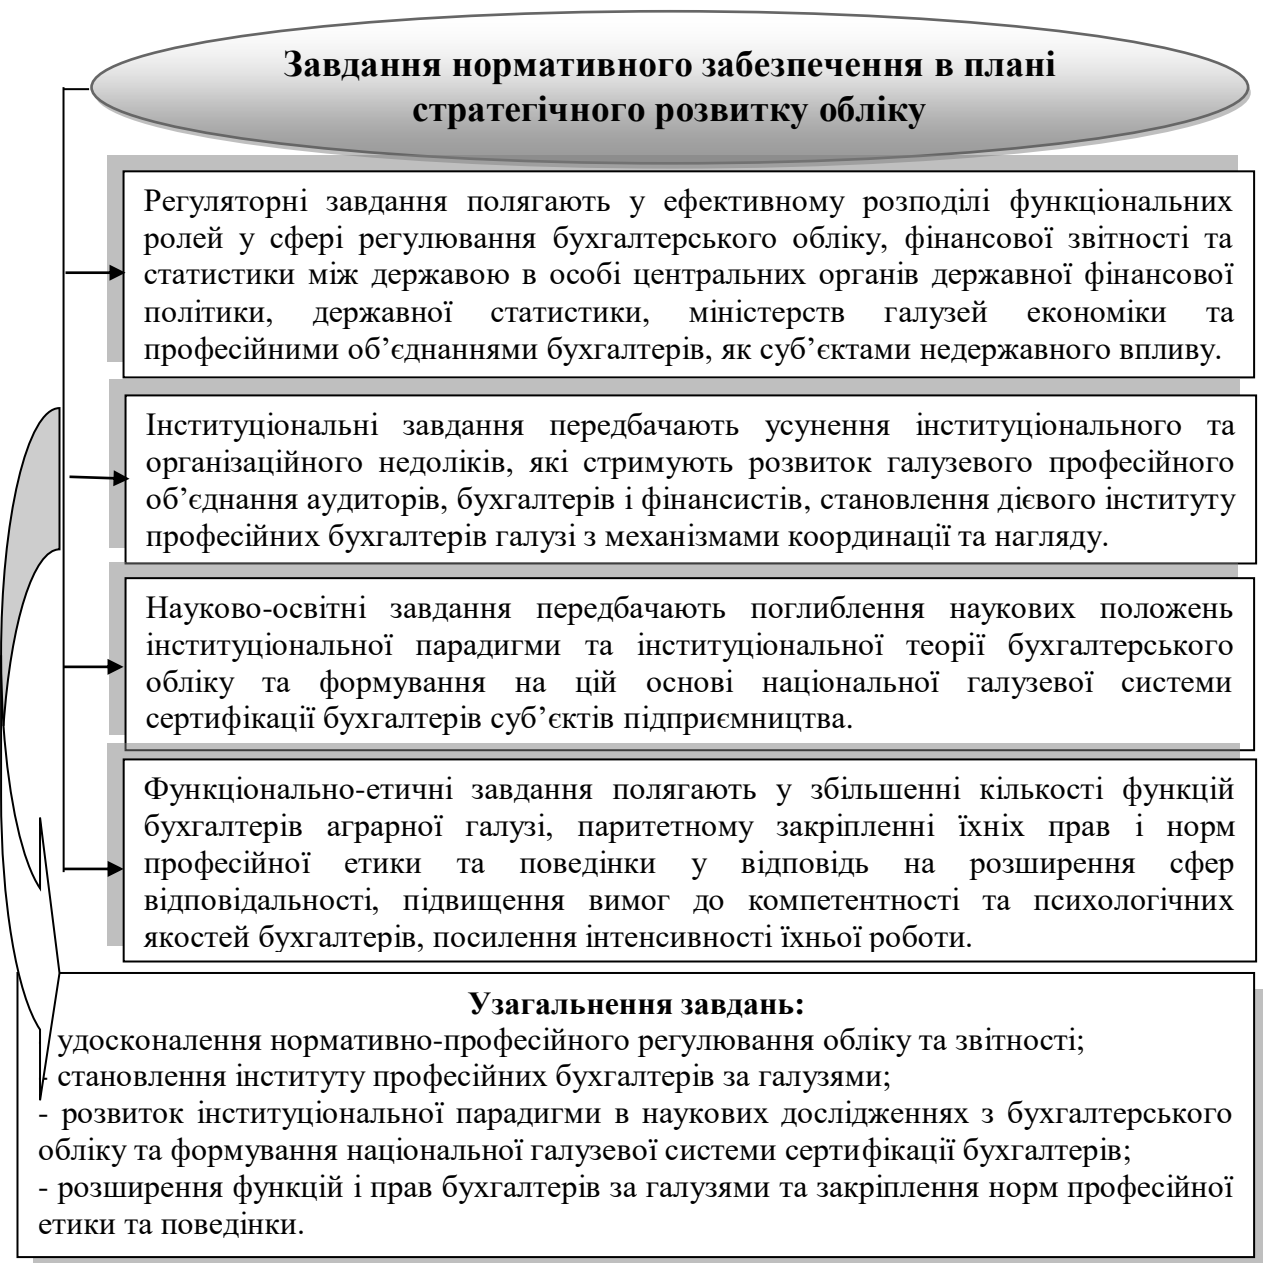 Завдання нормативного забезпечення в плані
стратегічного розвитку обліку
Регуляторні завдання полягають у ефективному розподілі функціональних
ролей у сфері регулювання бухгалтерського обліку, фінансової звітності та
статистики між державою в особі центральних органів державної фінансової
політики, державної статистики, міністерств галузей економіки та
професійними об’єднаннями бухгалтерів, як суб’єктами недержавного впливу.
Інституціональні завдання передбачають усунення інституціонального та
організаційного недоліків, які стримують розвиток галузевого професійного
об’єднання аудиторів, бухгалтерів і фінансистів, становлення дієвого інституту
професійних бухгалтерів галузі з механізмами координації та нагляду.
Науково-освітні завдання передбачають поглиблення наукових положень
інституціональної парадигми та інституціональної теорії бухгалтерського
обліку та формування на цій основі національної галузевої системи
сертифікації бухгалтерів суб’єктів підприємництва.
Функціонально-етичні завдання полягають у збільшенні кількості функцій
бухгалтерів аграрної галузі, паритетному закріпленні їхніх прав і норм
професійної етики та поведінки у відповідь на розширення сфер
відповідальності, підвищення вимог до компетентності та психологічних
якостей бухгалтерів, посилення інтенсивності їхньої роботи.
Узагальнення завдань:
удосконалення нормативно-професійного регулювання обліку та звітності;
- становлення інституту професійних бухгалтерів за галузями;
- розвиток інституціональної парадигми в наукових дослідженнях з бухгалтерського
обліку та формування національної галузевої системи сертифікації бухгалтерів;
- розширення функцій і прав бухгалтерів за галузями та закріплення норм професійної
етики та поведінки.